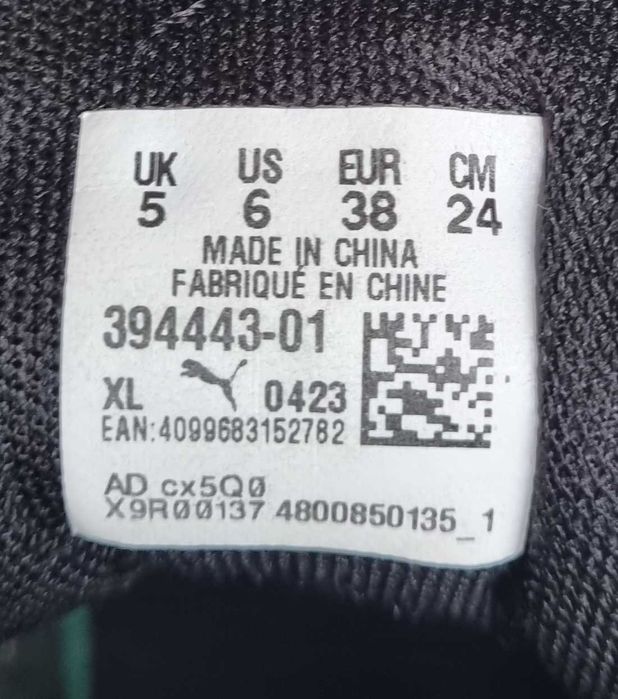 UK US EUR CM
5 6 38 24
MADE IN CHINA
FABRIQUÉ EN CHINE
394443-01
XL 0423
EAN:4099683152782
AD cx5Q0
X9R00137 4800850135_1